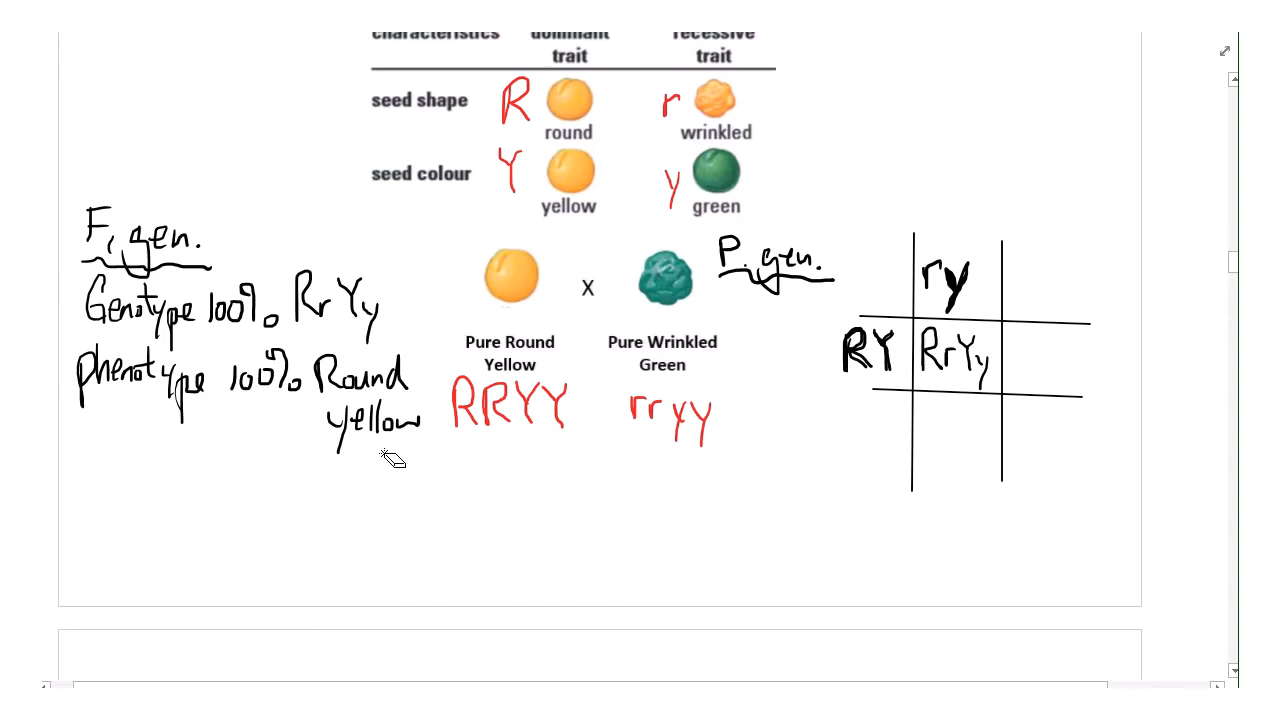 characteristics dominant recessive
trait trait
seed shape R r
round wrinkled
Y y
seed colour
yellow green
F1 gen.
P. gen.
Genotype 100% RrYy
X
Pure Round Pure Wrinkled
Yellow Green
phenotype 100% Round
yellow
RRYY rryy
ry
RY RrYy